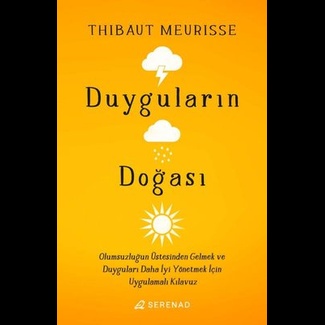 THIBAUT MEURISSE
Duyguların
Doğası
Olumsuzluğun Üstesinden Gelmek ve
Duyguları Daha İyi Yönetmek İçin
Uygulamalı Kılavuz
SERENAD